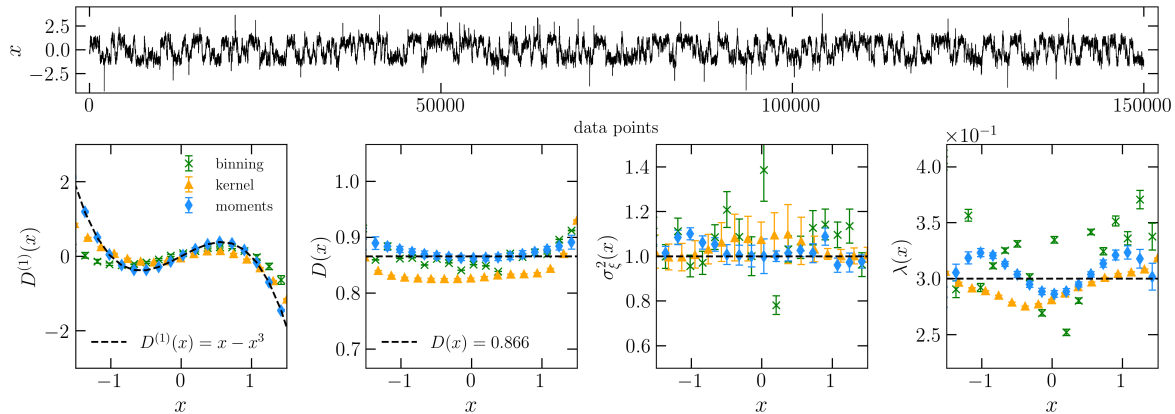 x
2.5
0.0
−2.5
0
50000
100000
150000
data points
D⁽¹⁾(x)
2
0
−2
binning
kernel
moments
D⁽¹⁾(x) = x − x³
−1
0
1
x
D(x)
1.0
0.9
0.8
0.7
D(x) = 0.866
−1
0
1
x
σ²_ξ(x)
1.4
1.2
1.0
0.8
0.6
−1
0
1
x
λ(x)
×10⁻¹
4.0
3.5
3.0
2.5
−1
0
1
x